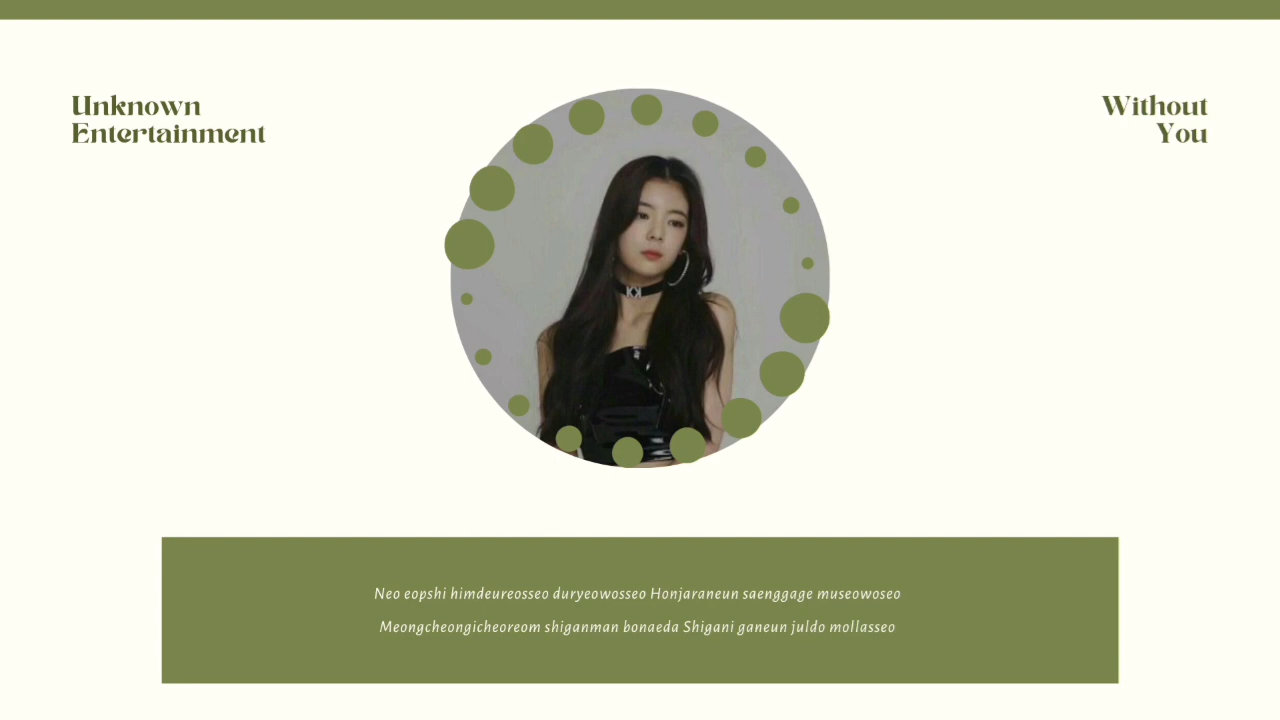 Unknown
Entertainment
Without
You
Neo eopshi himdeureosseo duryeowosseo Honjaraneun saenggage museowoseo
Meongcheongicheoreom shiganman bonaeda Shigani ganeun juldo mollasseo